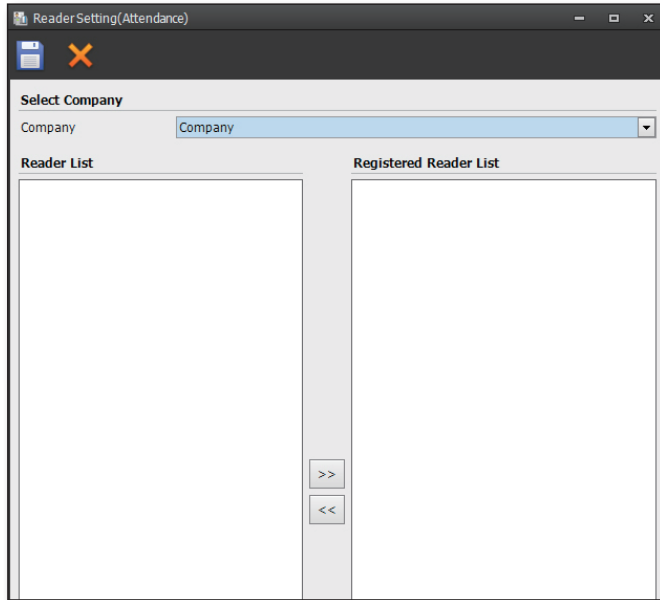 Reader Setting(Attendance)
Select Company
Company Company
Reader List Registered Reader List
>>
<<